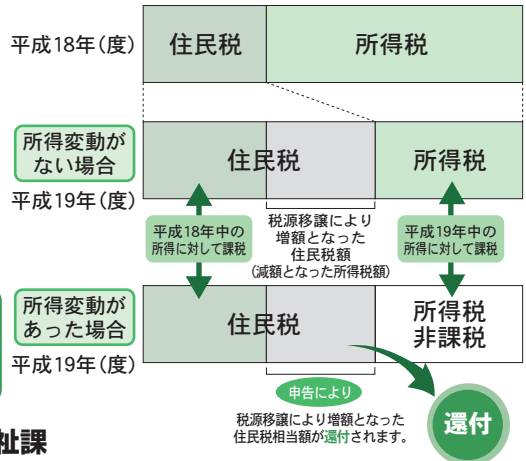 平成18年(度)
住民税
所得税
所得変動が
ない場合
平成19年(度)
住民税
所得税
平成18年中の
所得に対して課税
税源移譲により
増額となった
住民税額
(減額となった所得税額)
平成19年中の
所得に対して課税
所得変動が
あった場合
平成19年(度)
住民税
所得税
非課税
申告により
税源移譲により増額となった
住民税相当額が還付されます。
還付
祉課